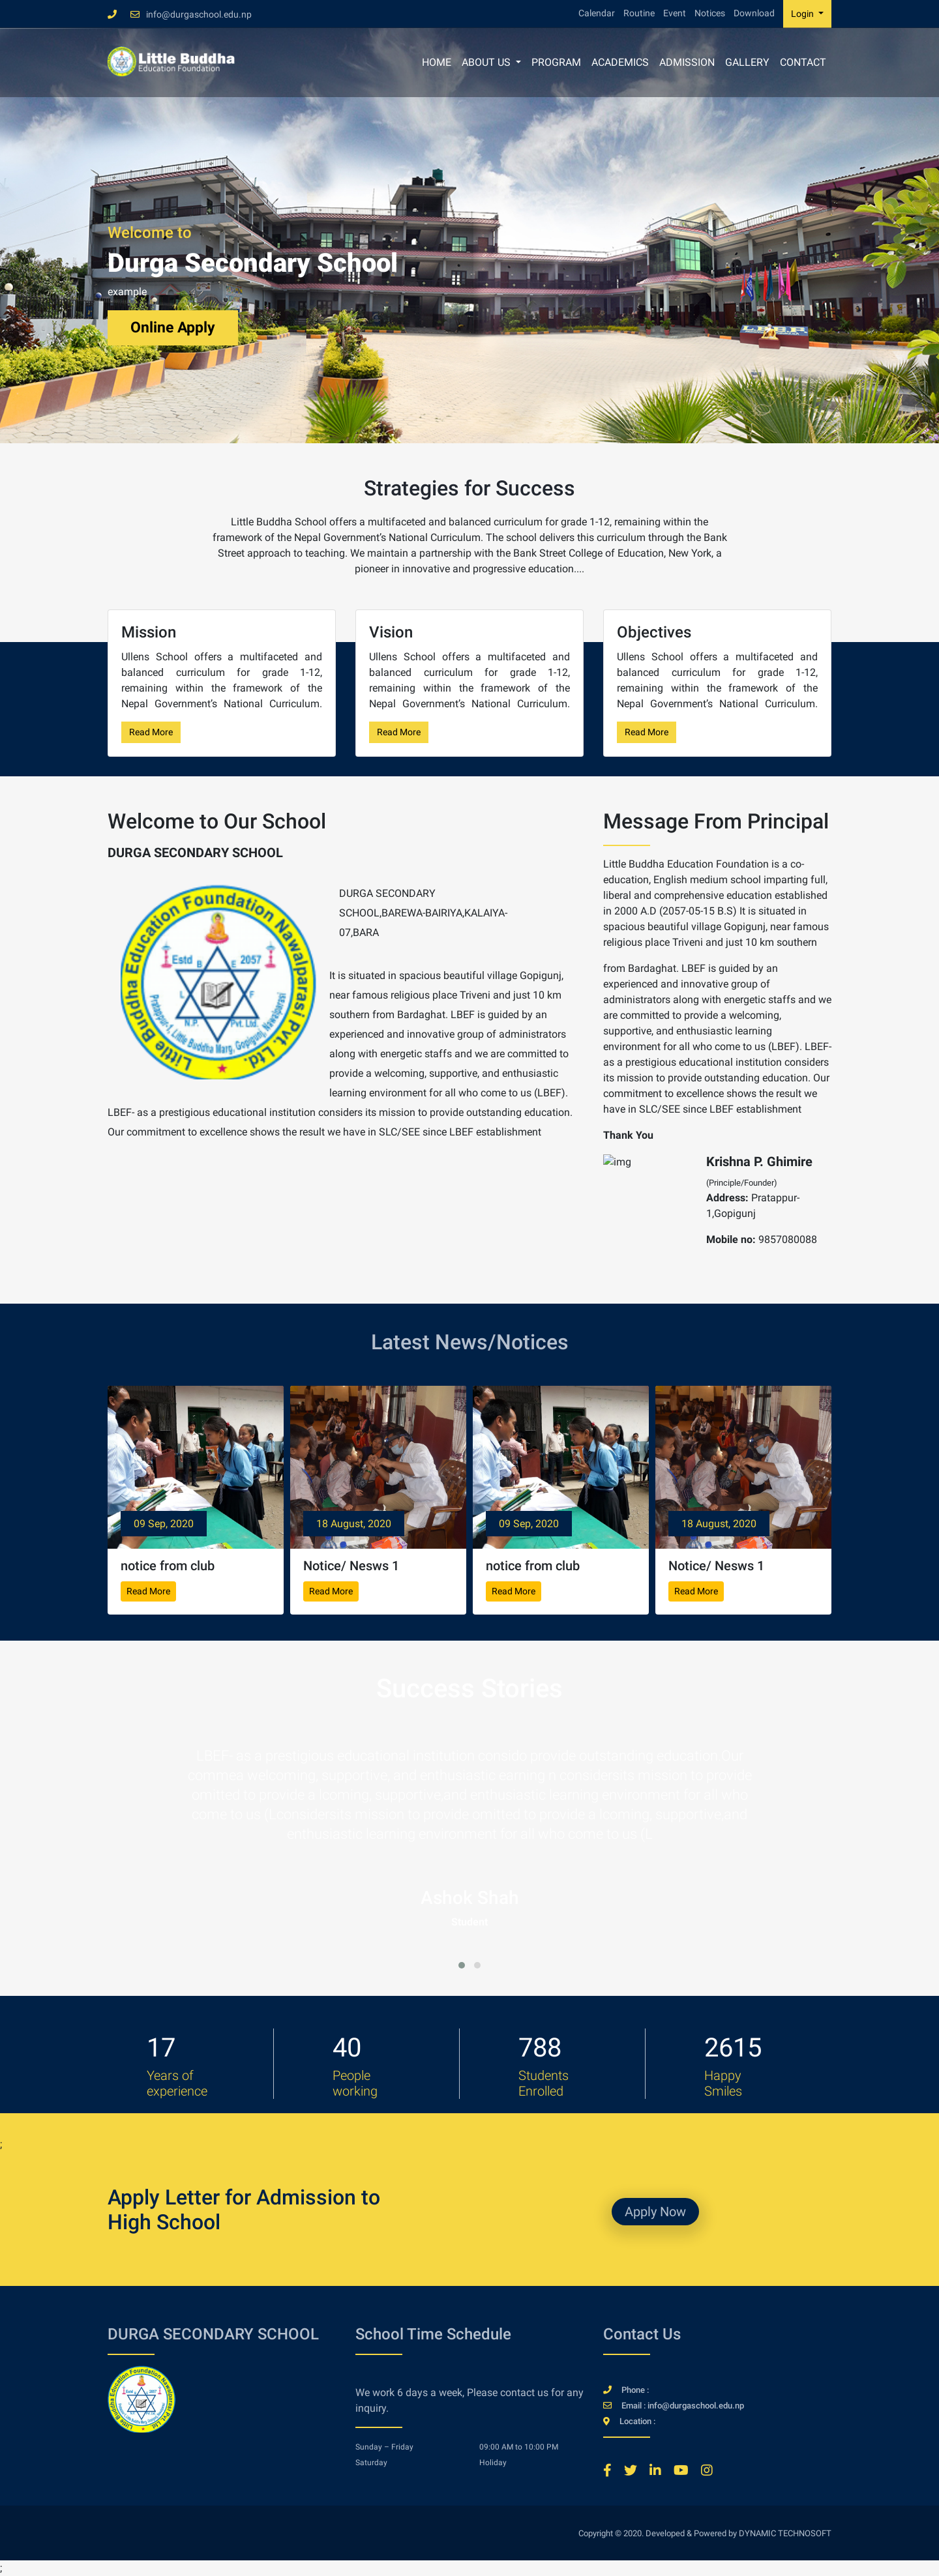 info@durgaschool.edu.np
Calendar Routine Event Notices Download Login
Little Buddha
Education Foundation
HOME ABOUT US PROGRAM ACADEMICS ADMISSION GALLERY CONTACT
Welcome to
Durga Secondary School
example
Online Apply
Strategies for Success
Little Buddha School offers a multifaceted and balanced curriculum for grade 1-12, remaining within the
framework of the Nepal Government's National Curriculum. The school delivers this curriculum through the Bank
Street approach to teaching. We maintain a partnership with the Bank Street College of Education, New York, a
pioneer in innovative and progressive education....
Mission
Ullens School offers a multifaceted and
balanced curriculum for grade 1-12,
remaining within the framework of the
Nepal Government's National Curriculum.
Read More
Vision
Ullens School offers a multifaceted and
balanced curriculum for grade 1-12,
remaining within the framework of the
Nepal Government's National Curriculum.
Read More
Objectives
Ullens School offers a multifaceted and
balanced curriculum for grade 1-12,
remaining within the framework of the
Nepal Government's National Curriculum.
Read More
Welcome to Our School
DURGA SECONDARY SCHOOL
Little Buddha Education Foundation Nawalparasi Pvt. Ltd.
Estd 2057
L B E F
N.P. Pvt. Ltd.
Pratappur-1, Little Buddha Marg, Gopigunj, Nawalparasi
DURGA SECONDARY
SCHOOL,BAREWA-BAIRIYA,KALAIYA-
07,BARA
It is situated in spacious beautiful village Gopigunj,
near famous religious place Triveni and just 10 km
southern from Bardaghat. LBEF is guided by an
experienced and innovative group of administrators
along with energetic staffs and we are committed to
provide a welcoming, supportive, and enthusiastic
learning environment for all who come to us (LBEF).
LBEF- as a prestigious educational institution considers its mission to provide outstanding education.
Our commitment to excellence shows the result we have in SLC/SEE since LBEF establishment
Message From Principal
Little Buddha Education Foundation is a co-
education, English medium school imparting full,
liberal and comprehensive education established
in 2000 A.D (2057-05-15 B.S) It is situated in
spacious beautiful village Gopigunj, near famous
religious place Triveni and just 10 km southern
from Bardaghat. LBEF is guided by an
experienced and innovative group of
administrators along with energetic staffs and we
are committed to provide a welcoming,
supportive, and enthusiastic learning
environment for all who come to us (LBEF). LBEF-
as a prestigious educational institution considers
its mission to provide outstanding education. Our
commitment to excellence shows the result we
have in SLC/SEE since LBEF establishment
Thank You
img
Krishna P. Ghimire
(Principle/Founder)
Address: Pratappur-
1,Gopigunj
Mobile no: 9857080088
Latest News/Notices
09 Sep, 2020
notice from club
Read More
18 August, 2020
Notice/ Nesws 1
Read More
09 Sep, 2020
notice from club
Read More
18 August, 2020
Notice/ Nesws 1
Read More
Success Stories
Ashok Shah
Student
17
Years of
experience
40
People
working
788
Students
Enrolled
2615
Happy
Smiles
;
Apply Letter for Admission to
High School
Apply Now
DURGA SECONDARY SCHOOL
School Time Schedule
We work 6 days a week, Please contact us for any
inquiry.
Sunday – Friday 09:00 AM to 10:00 PM
Saturday Holiday
Contact Us
Phone :
Email : info@durgaschool.edu.np
Location :
Copyright © 2020. Developed & Powered by DYNAMIC TECHNOSOFT
;